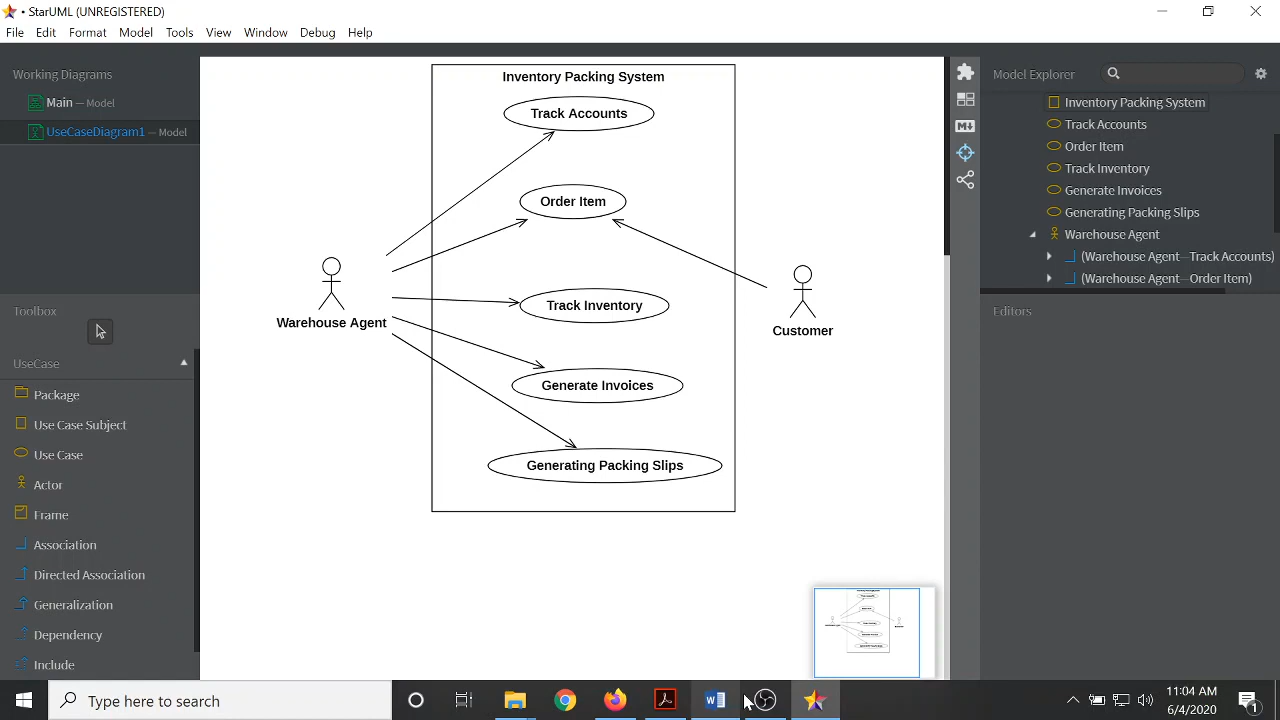 • StarUML (UNREGISTERED)
File Edit Format Model Tools View Window Debug Help
Working Diagrams
Main — Model
UseCaseDiagram1 — Model
Toolbox
UseCase
Package
Use Case Subject
Use Case
Actor
Frame
Association
Directed Association
Generalization
Dependency
Include
Inventory Packing System
Track Accounts
Order Item
Track Inventory
Generate Invoices
Generating Packing Slips
Warehouse Agent
Customer
M↓
Model Explorer
Inventory Packing System
Track Accounts
Order Item
Track Inventory
Generate Invoices
Generating Packing Slips
Warehouse Agent
(Warehouse Agent—Track Accounts)
(Warehouse Agent—Order Item)
Editors
Type here to search
11:04 AM
6/4/2020
1